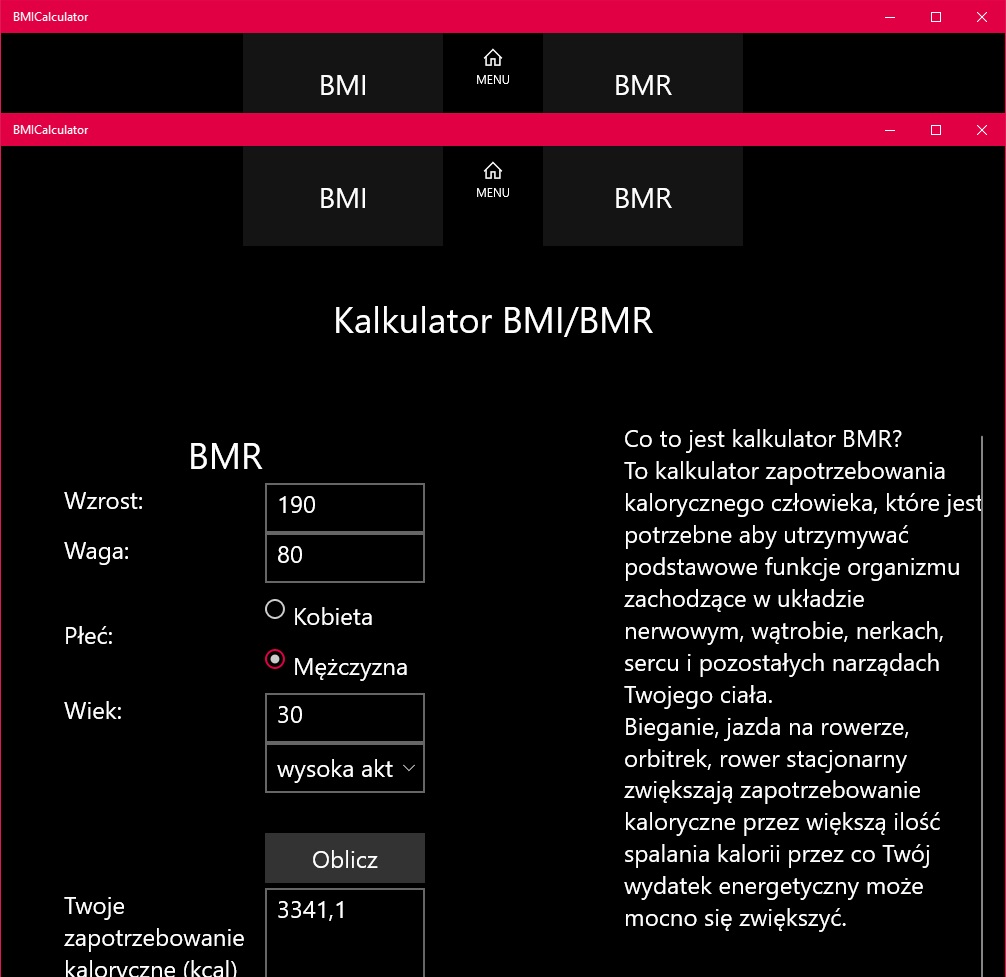 BMICalculator
BMI
MENU
BMR
BMICalculator
BMI
MENU
BMR
Kalkulator BMI/BMR
BMR
Wzrost:
190
Waga:
80
Płeć:
Kobieta
Mężczyzna
Wiek:
30
wysoka akt
Oblicz
Twoje
zapotrzebowanie
kaloryczne (kcal)
3341,1
Co to jest kalkulator BMR?
To kalkulator zapotrzebowania
kalorycznego człowieka, które jest
potrzebne aby utrzymywać
podstawowe funkcje organizmu
zachodzące w układzie
nerwowym, wątrobie, nerkach,
sercu i pozostałych narządach
Twojego ciała.
Bieganie, jazda na rowerze,
orbitrek, rower stacjonarny
zwiększają zapotrzebowanie
kaloryczne przez większą ilość
spalania kalorii przez co Twój
wydatek energetyczny może
mocno się zwiększyć.